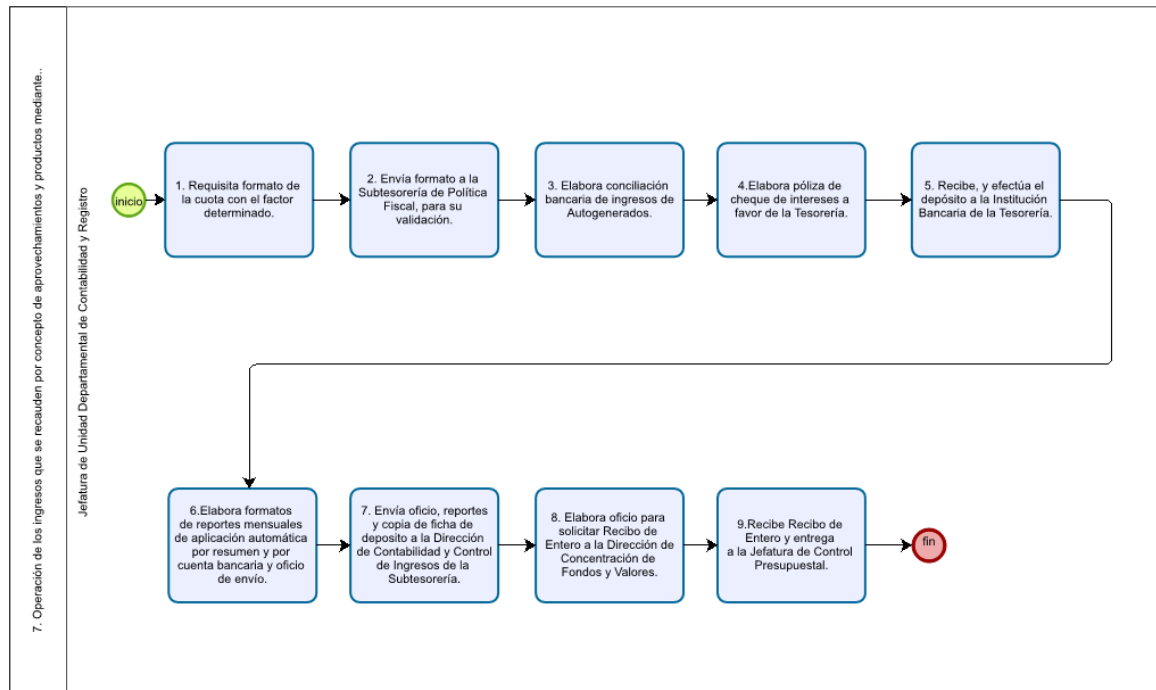 7. Operación de los ingresos que se recauden por concepto de aprovechamientos y productos mediante..
Jefatura de Unidad Departamental de Contabilidad y Registro
inicio
1. Requisita formato de
la cuota con el factor
determinado.
2. Envía formato a la
Subtesorería de Política
Fiscal, para su
validación.
3. Elabora conciliación
bancaria de ingresos de
Autogenerados.
4.Elabora póliza de
cheque de intereses a
favor de la Tesorería.
5. Recibe, y efectúa el
depósito a la Institución
Bancaria de la Tesorería.
6.Elabora formatos
de reportes mensuales
de aplicación automática
por resumen y por
cuenta bancaria y oficio
de envío.
7. Envía oficio, reportes
y copia de ficha de
deposito a la Dirección
de Contabilidad y Control
de Ingresos de la
Subtesorería.
8. Elabora oficio para
solicitar Recibo de
Entero a la Dirección de
Concentración de
Fondos y Valores.
9.Recibe Recibo de
Entero y entrega
a la Jefatura de Control
Presupuestal.
fin